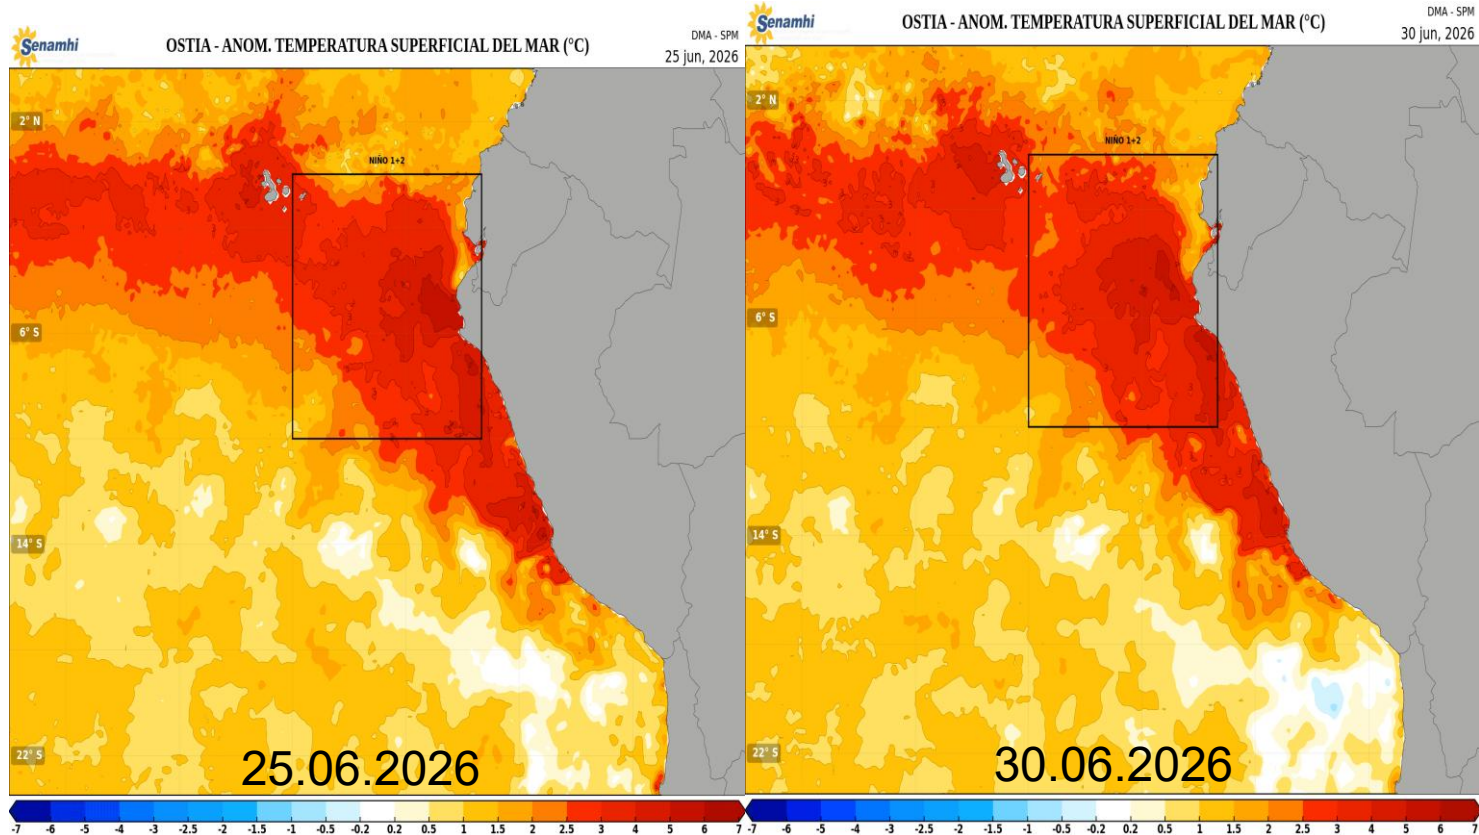 Senamhi
OSTIA - ANOM. TEMPERATURA SUPERFICIAL DEL MAR (°C)
DMA - SPM
25 jun, 2026
2° N
NIÑO 1+2
6° S
14° S
22° S
25.06.2026
-7 -6 -5 -4 -3 -2.5 -2 -1.5 -1 -0.5 -0.2 0.2 0.5 1 1.5 2 2.5 3 4 5 6 7
Senamhi
OSTIA - ANOM. TEMPERATURA SUPERFICIAL DEL MAR (°C)
DMA - SPM
30 jun, 2026
2° N
NIÑO 1+2
6° S
14° S
22° S
30.06.2026
-7 -6 -5 -4 -3 -2.5 -2 -1.5 -1 -0.5 -0.2 0.2 0.5 1 1.5 2 2.5 3 4 5 6 7